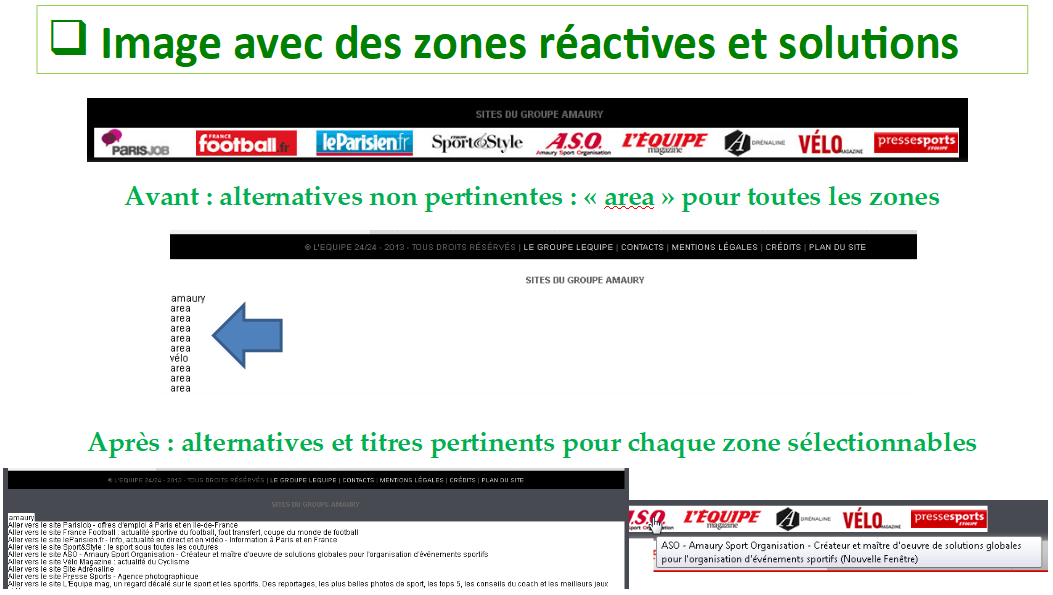 Image avec des zones réactives et solutions
SITES DU GROUPE AMAURY
PARISJOB FRANCE football.fr leParisien.fr Sport&Style A.S.O. Amaury Sport Organisation L'ÉQUIPE magazine ADRÉNALINE VÉLO MAGAZINE pressesports L'ÉQUIPE
Avant : alternatives non pertinentes : « area » pour toutes les zones
© L'EQUIPE 24/24 - 2013 - TOUS DROITS RÉSERVÉS | LE GROUPE LEQUIPE | CONTACTS | MENTIONS LÉGALES | CRÉDITS | PLAN DU SITE
SITES DU GROUPE AMAURY
amaury
area
area
area
area
area
vélo
area
area
area
Après : alternatives et titres pertinents pour chaque zone sélectionnables
© L'EQUIPE 24/24 - 2013 - TOUS DROITS RÉSERVÉS | LE GROUPE LEQUIPE | CONTACTS | MENTIONS LÉGALES | CRÉDITS | PLAN DU SITE
SITES DU GROUPE AMAURY
amaury
Aller vers le site Parisjob - offres d'emploi à Paris et en Ile-de-France
Aller vers le site France Football : actualité sportive du football, foot transfert, coupe du monde de football
Aller vers le site leParisien.fr - Info, actualité en direct et en vidéo - Information à Paris et en France
Aller vers le site Sport&Style : le sport sous toutes les coutures
Aller vers le site ASO - Amaury Sport Organisation - Créateur et maître d'oeuvre de solutions globales pour l'organisation d'événements sportifs
Aller vers le site Vélo Magazine : actualité du Cyclisme
Aller vers le site Site Adrénaline
Aller vers le site Presse Sports - Agence photographique
Aller vers le site L'Équipe mag, un regard décalé sur le sport et les sportifs. Des reportages, les plus belles photos de sport, les tops 5, les conseils du coach et les meilleurs jeux
.S.O. L'ÉQUIPE magazine ADRÉNALINE VÉLO MAGAZINE pressesports L'ÉQUIPE
ASO - Amaury Sport Organisation - Créateur et maître d'oeuvre de solutions globales
pour l'organisation d'événements sportifs (Nouvelle Fenêtre)